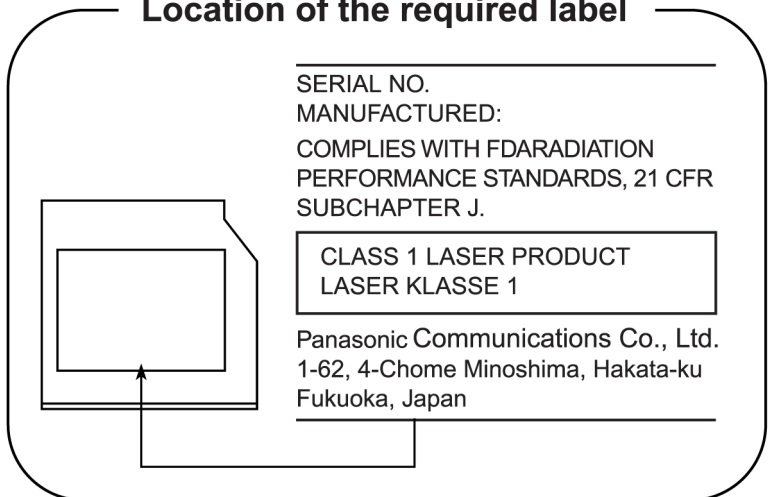 Location of the required label
SERIAL NO.
MANUFACTURED:
COMPLIES WITH FDARADIATION
PERFORMANCE STANDARDS, 21 CFR
SUBCHAPTER J.
CLASS 1 LASER PRODUCT
LASER KLASSE 1
Panasonic Communications Co., Ltd.
1-62, 4-Chome Minoshima, Hakata-ku
Fukuoka, Japan